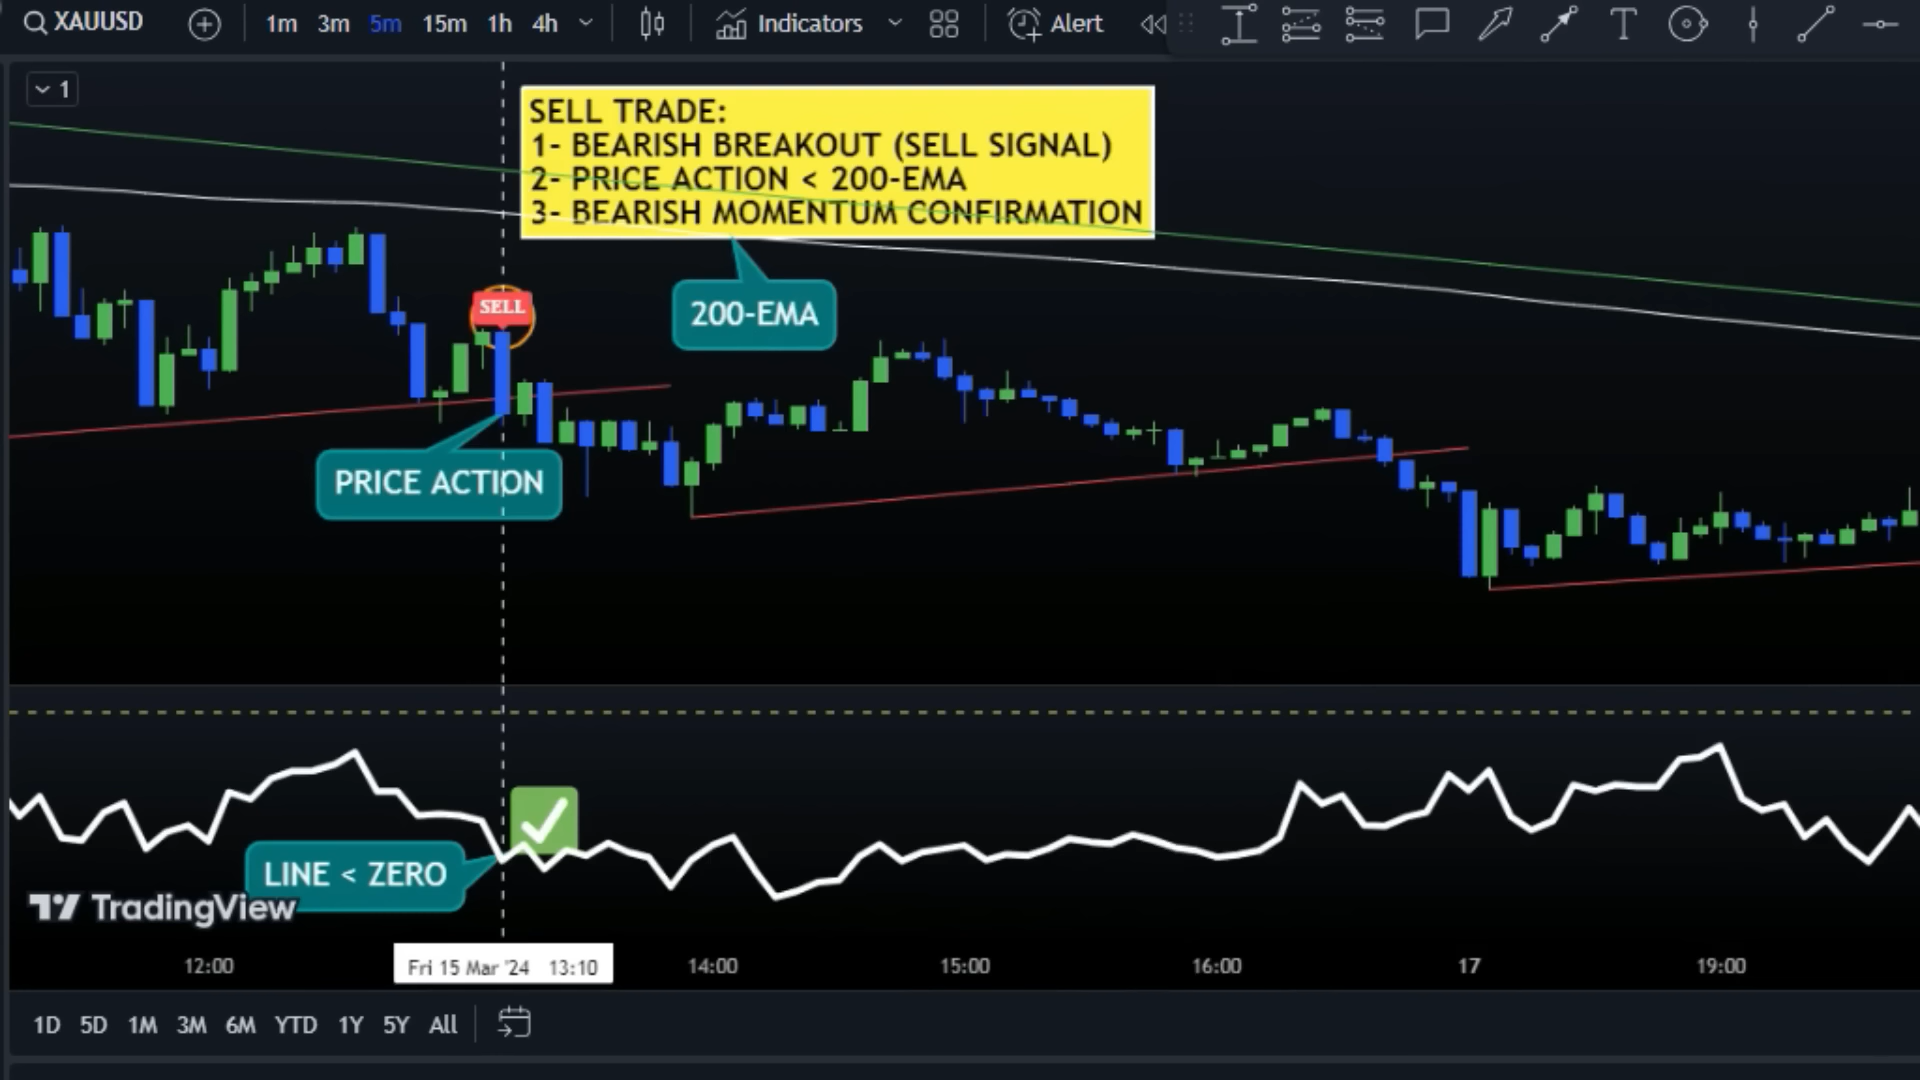 XAUUSD
1m 3m 5m 15m 1h 4h Indicators Alert
1
SELL TRADE:
1- BEARISH BREAKOUT (SELL SIGNAL)
2- PRICE ACTION < 200-EMA
3- BEARISH MOMENTUM CONFIRMATION
SELL
200-EMA
PRICE ACTION
LINE < ZERO
TradingView
12:00 Fri 15 Mar '24 13:10 14:00 15:00 16:00 17 19:00
1D 5D 1M 3M 6M YTD 1Y 5Y All